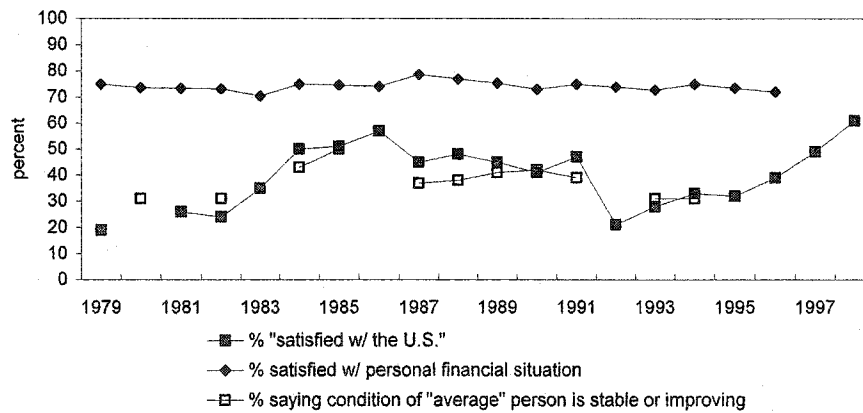 100
90
80
70
60
50
40
30
20
10
0
percent
1979 1981 1983 1985 1987 1989 1991 1993 1995 1997
% "satisfied w/ the U.S."
% satisfied w/ personal financial situation
% saying condition of "average" person is stable or improving